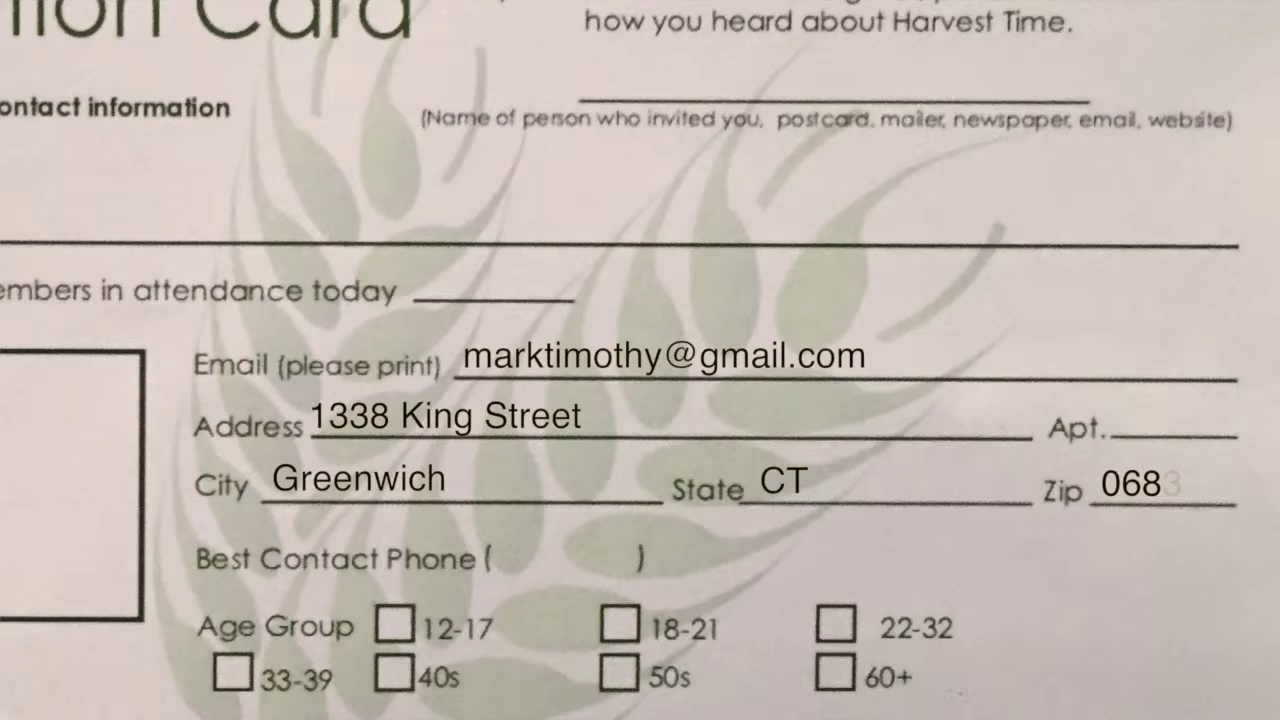 tion Card
how you heard about Harvest Time.
ontact information
(Name of person who invited you, postcard, mailer, newspaper, email, website)
embers in attendance today
Email (please print) marktimothy@gmail.com
Address 1338 King Street Apt.
City Greenwich State CT Zip 0683
Best Contact Phone ( )
Age Group 12-17 18-21 22-32
33-39 40s 50s 60+